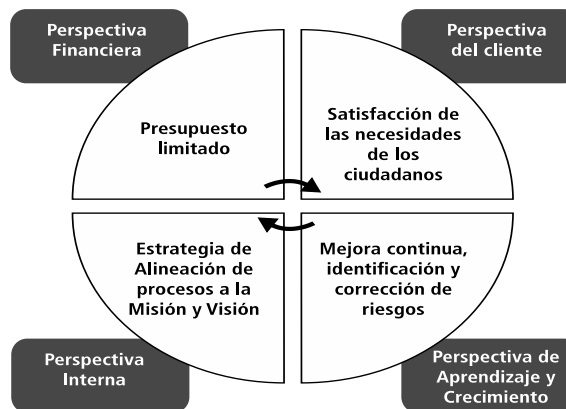 Perspectiva
Financiera
Perspectiva
del cliente
Presupuesto
limitado
Satisfacción de
las necesidades
de los
ciudadanos
Estrategia de
Alineación de
procesos a la
Misión y Visión
Mejora continua,
identificación y
corrección de
riesgos
Perspectiva
Interna
Perspectiva de
Aprendizaje y
Crecimiento